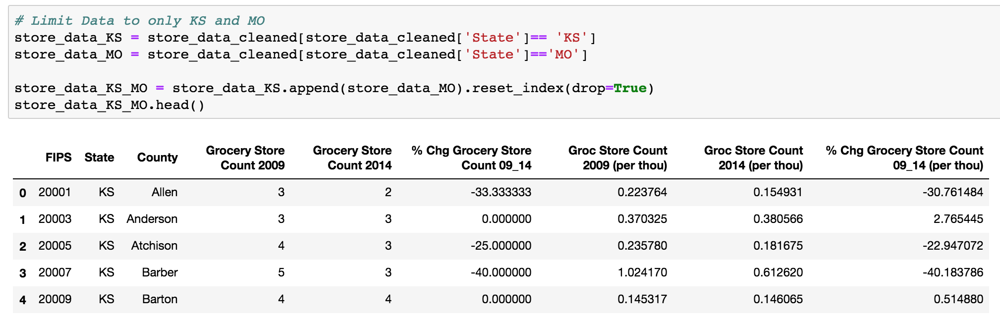 # Limit Data to only KS and MO
store_data_KS = store_data_cleaned[store_data_cleaned['State']== 'KS']
store_data_MO = store_data_cleaned[store_data_cleaned['State']=='MO']
store_data_KS_MO = store_data_KS.append(store_data_MO).reset_index(drop=True)
store_data_KS_MO.head()
FIPS State County Grocery Store Count 2009 Grocery Store Count 2014 % Chg Grocery Store Count 09_14 Groc Store Count 2009 (per thou) Groc Store Count 2014 (per thou) % Chg Grocery Store Count 09_14 (per thou)
0 20001 KS Allen 3 2 -33.333333 0.223764 0.154931 -30.761484
1 20003 KS Anderson 3 3 0.000000 0.370325 0.380566 2.765445
2 20005 KS Atchison 4 3 -25.000000 0.235780 0.181675 -22.947072
3 20007 KS Barber 5 3 -40.000000 1.024170 0.612620 -40.183786
4 20009 KS Barton 4 4 0.000000 0.145317 0.146065 0.514880